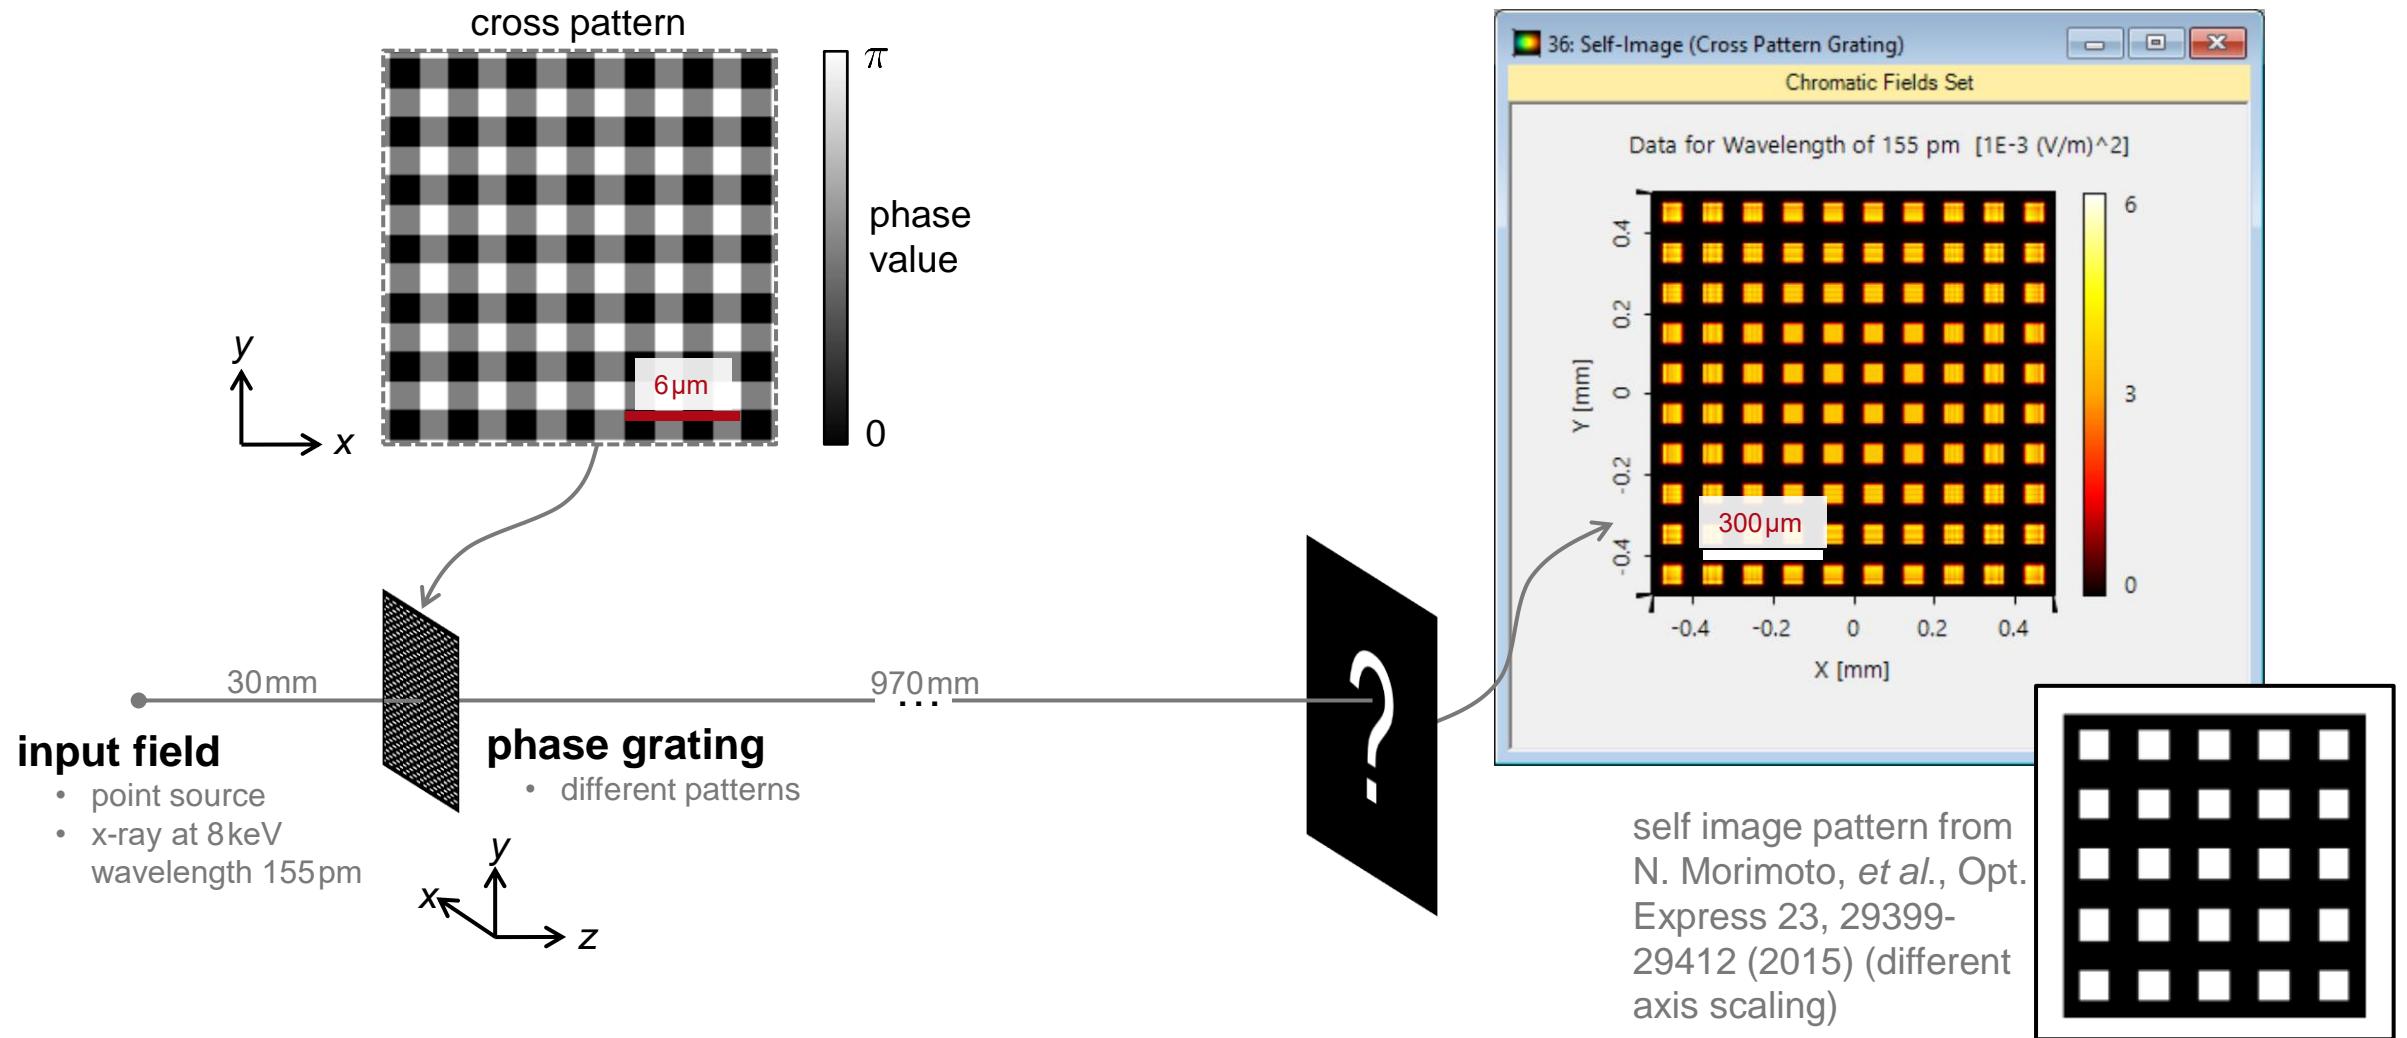 cross pattern
π
phase
value
0
6µm
y
x
36: Self-Image (Cross Pattern Grating)
Chromatic Fields Set
Data for Wavelength of 155 pm [1E-3 (V/m)^2]
Y [mm]
0.4
0.2
0
-0.2
-0.4
300µm
-0.4 -0.2 0 0.2 0.4
X [mm]
6
3
0
30mm
970mm
...
?
input field
• point source
• x-ray at 8keV
wavelength 155pm
phase grating
• different patterns
y
x
z
self image pattern from
N. Morimoto, et al., Opt.
Express 23, 29399-
29412 (2015) (different
axis scaling)